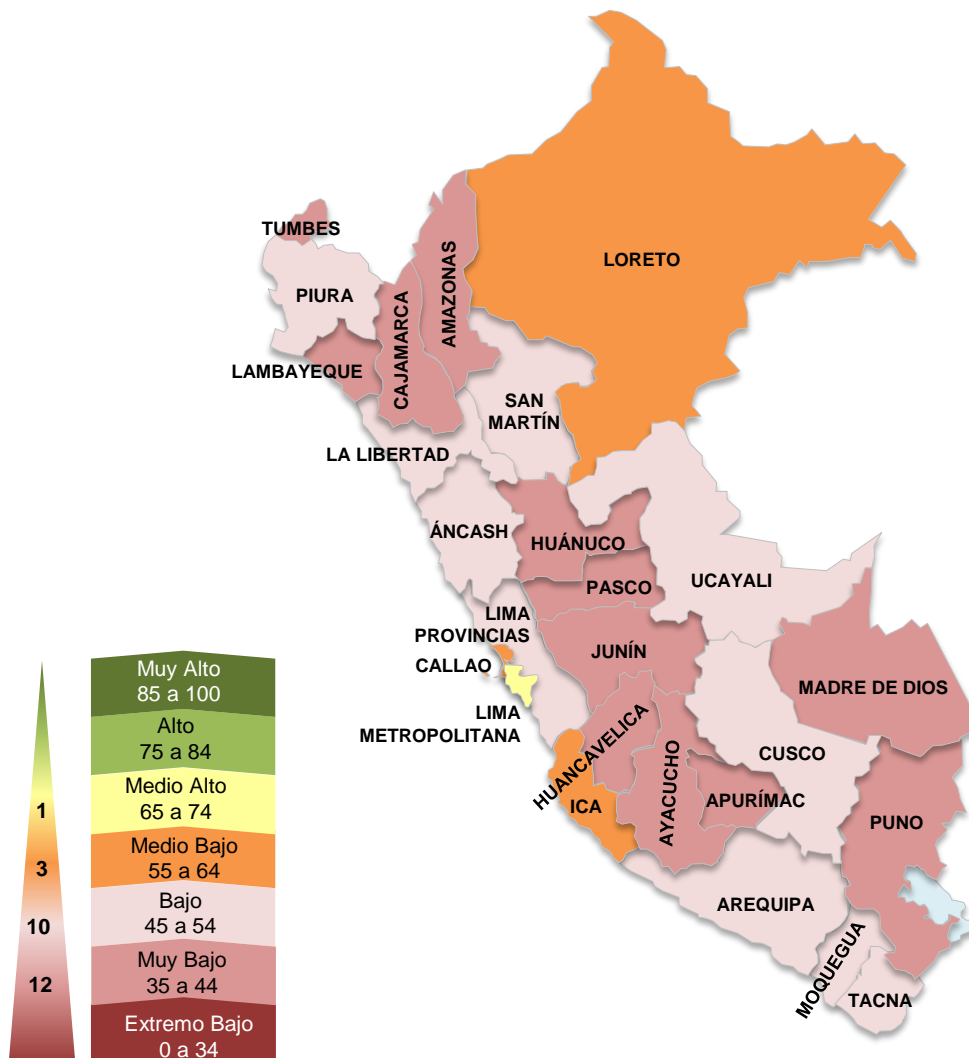 TUMBES
PIURA
LAMBAYEQUE
CAJAMARCA
AMAZONAS
LORETO
SAN
MARTÍN
LA LIBERTAD
ÁNCASH
HUÁNUCO
PASCO
UCAYALI
LIMA
PROVINCIAS
CALLAO
LIMA
METROPOLITANA
JUNÍN
MADRE DE DIOS
HUANCAVELICA
CUSCO
ICA
AYACUCHO
APURÍMAC
PUNO
AREQUIPA
MOQUEGUA
TACNA
Muy Alto
85 a 100
Alto
75 a 84
1
Medio Alto
65 a 74
3
Medio Bajo
55 a 64
10
Bajo
45 a 54
12
Muy Bajo
35 a 44
Extremo Bajo
0 a 34